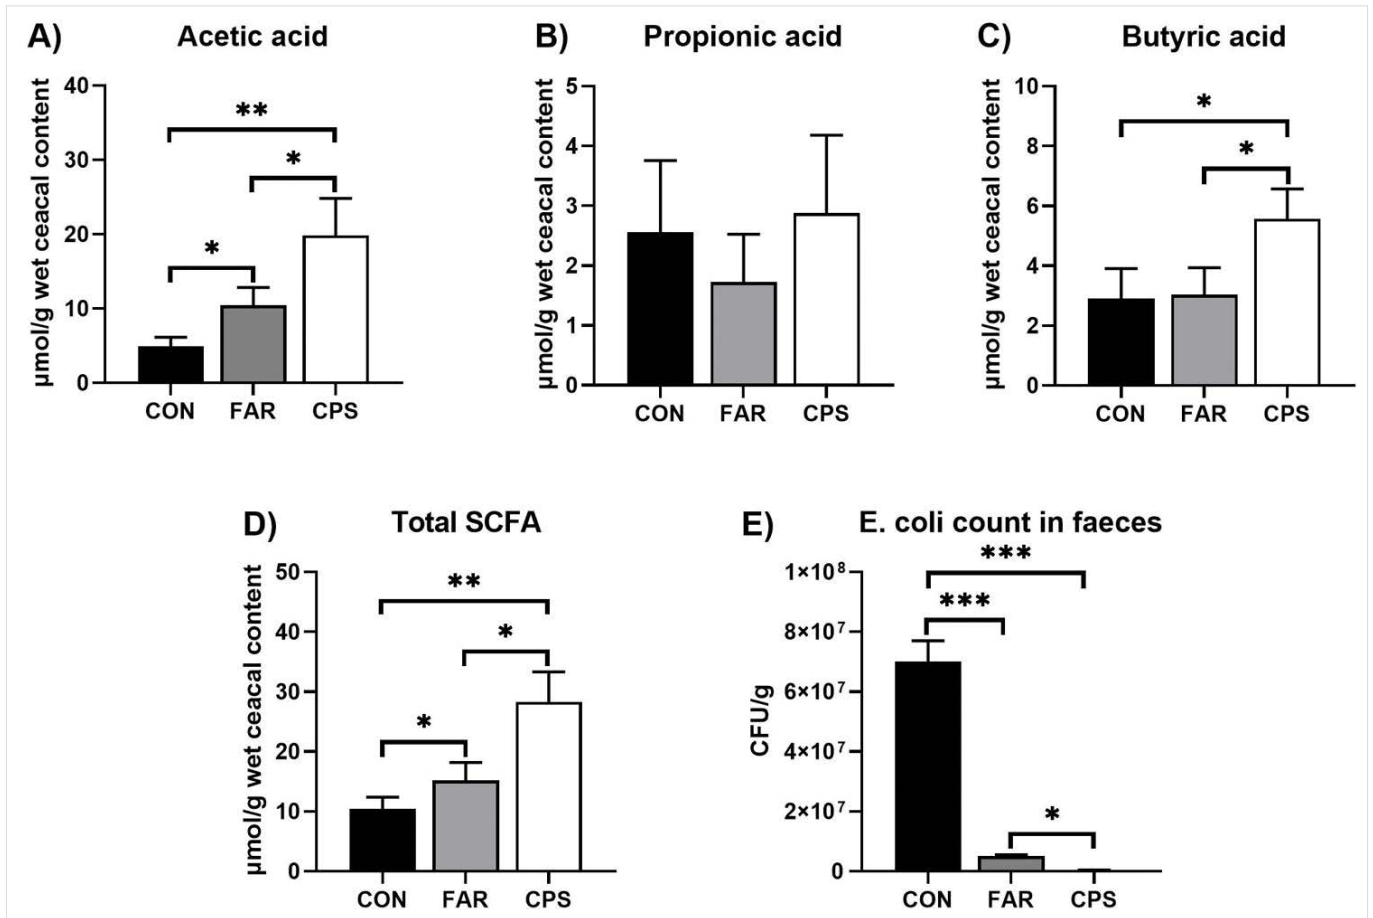 A) Acetic acid
μmol/g wet ceacal content
40
30
20
10
0
**
*
*
CON FAR CPS
B) Propionic acid
μmol/g wet ceacal content
5
4
3
2
1
0
CON FAR CPS
C) Butyric acid
μmol/g wet ceacal content
10
8
6
4
2
0
*
*
CON FAR CPS
D) Total SCFA
μmol/g wet ceacal content
50
40
30
20
10
0
**
*
*
CON FAR CPS
E) E. coli count in faeces
CFU/g
1×10⁸
8×10⁷
6×10⁷
4×10⁷
2×10⁷
0
***
***
*
CON FAR CPS